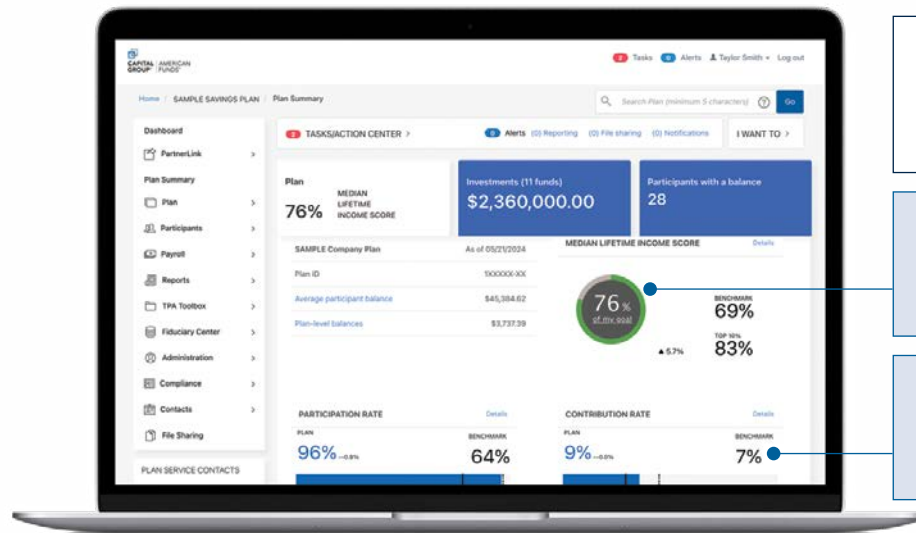 CAPITAL GROUP® | AMERICAN FUNDS®
2 Tasks 0 Alerts Taylor Smith Log out
Home / SAMPLE SAVINGS PLAN / Plan Summary
Search Plan (minimum 5 characters) ? Go
Dashboard
PartnerLink >
Plan Summary
Plan >
Participants >
Payroll >
Reports >
TPA Toolbox >
Fiduciary Center >
Administration >
Compliance >
Contacts >
File Sharing
PLAN SERVICE CONTACTS
2 TASKS/ACTION CENTER >
0 Alerts (0) Reporting (0) File sharing (0) Notifications
I WANT TO >
Plan
76% MEDIAN LIFETIME INCOME SCORE
Investments (11 funds)
$2,360,000.00
Participants with a balance
28
SAMPLE Company Plan As of 05/21/2024
Plan ID 1XXXXX-XX
Average participant balance $45,384.62
Plan-level balances $3,737.39
MEDIAN LIFETIME INCOME SCORE Details
76%
of my goal
BENCHMARK
69%
TOP 10%
▲ 5.7% 83%
PARTICIPATION RATE Details
PLAN BENCHMARK
96% –0.8% 64%
CONTRIBUTION RATE Details
PLAN BENCHMARK
9% –0.0% 7%